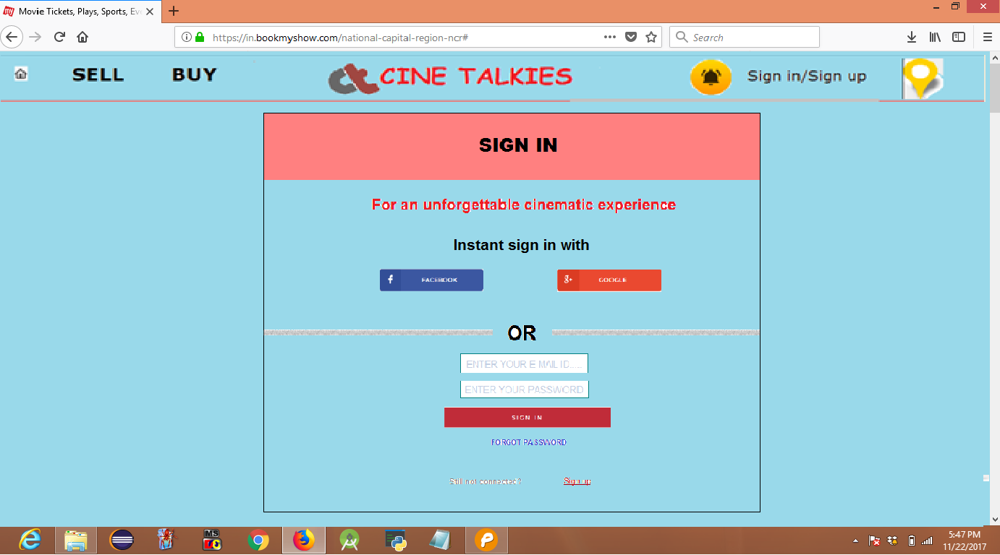 Movie Tickets, Plays, Sports, Eve
https://in.bookmyshow.com/national-capital-region-ncr#
Search
SELL BUY ct CINE TALKIES Sign in/Sign up
SIGN IN
For an unforgettable cinematic experience
Instant sign in with
f FACEBOOK g+ GOOGLE
OR
ENTER YOUR E MAIL ID.....
ENTER YOUR PASSWORD
SIGN IN
FORGOT PASSWORD
Still not connected? Sign up
MS
P
5:47 PM
11/22/2017